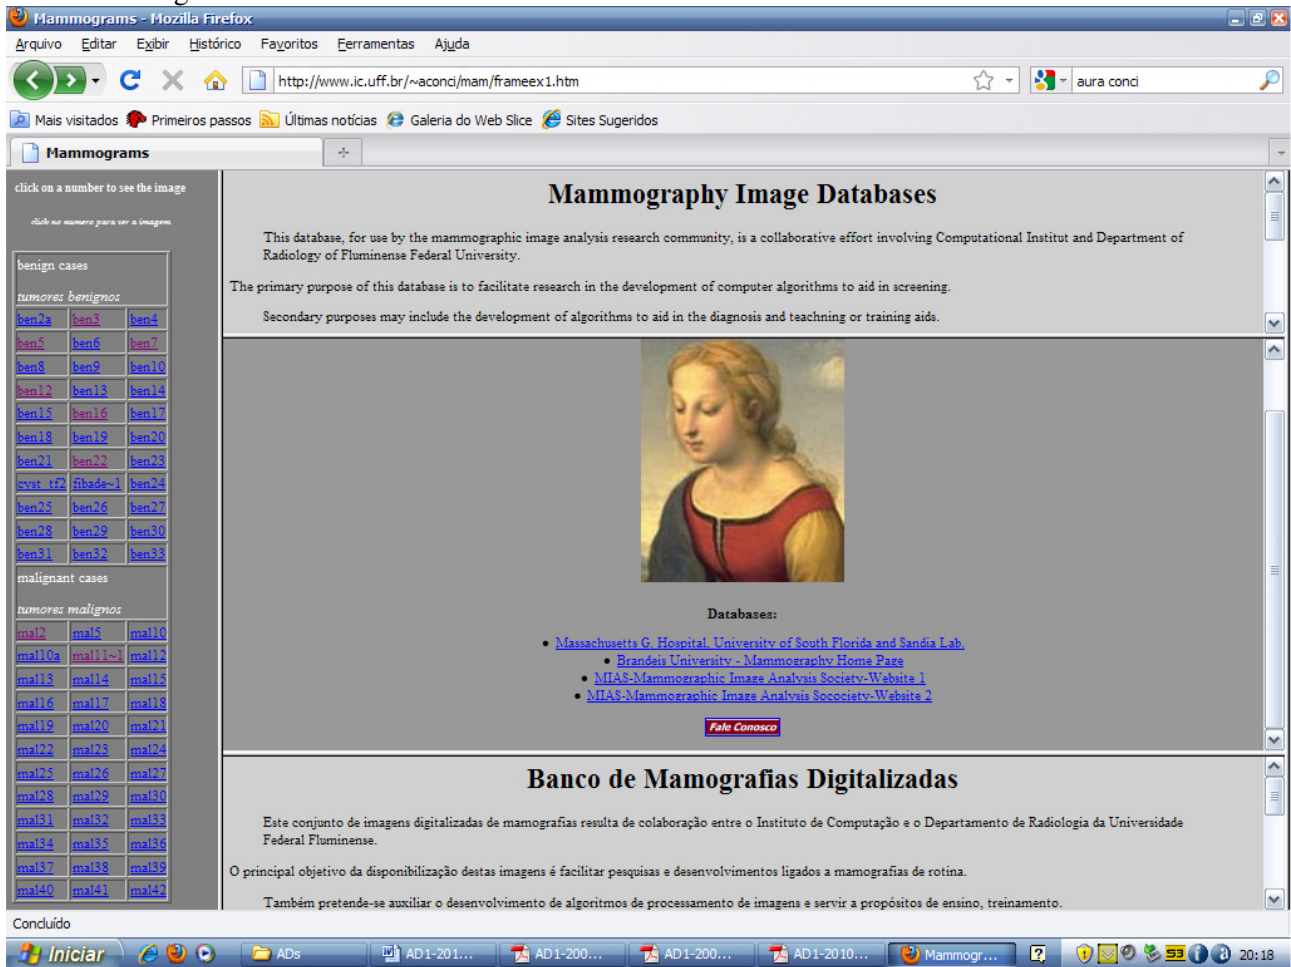 Mammograms - Mozilla Firefox
Arquivo Editar Exibir Histórico Favoritos Ferramentas Ajuda
http://www.ic.uff.br/~aconci/mam/frameex1.htm
aura conci
Mais visitados Primeiros passos Últimas notícias Galeria do Web Slice Sites Sugeridos
Mammograms
click on a number to see the image
click no numero para ver a imagem
benign cases
tumores benignos
ben2a ben3 ben4
ben5 ben6 ben7
ben8 ben9 ben10
ben12 ben13 ben14
ben15 ben16 ben17
ben18 ben19 ben20
ben21 ben22 ben23
cyst_tf2 fibade~1 ben24
ben25 ben26 ben27
ben28 ben29 ben30
ben31 ben32 ben33
malignant cases
tumores malignos
mal2 mal5 mal10
mal10a mal11~1 mal12
mal13 mal14 mal15
mal16 mal17 mal18
mal19 mal20 mal21
mal22 mal23 mal24
mal25 mal26 mal27
mal28 mal29 mal30
mal31 mal32 mal33
mal34 mal35 mal36
mal37 mal38 mal39
mal40 mal41 mal42
Mammography Image Databases
This database, for use by the mammographic image analysis research community, is a collaborative effort involving Computational Institut and Department of
Radiology of Fluminense Federal University.
The primary purpose of this database is to facilitate research in the development of computer algorithms to aid in screening.
Secondary purposes may include the development of algorithms to aid in the diagnosis and teachning or training aids.
Databases:
Massachusetts G. Hospital, University of South Florida and Sandia Lab.
Brandeis University - Mammography Home Page
MIAS-Mammographic Image Analysis Society-Website 1
MIAS-Mammographic Image Analysis Socociety-Website 2
Fale Conosco
Banco de Mamografias Digitalizadas
Este conjunto de imagens digitalizadas de mamografias resulta de colaboração entre o Instituto de Computação e o Departamento de Radiologia da Universidade
Federal Fluminense.
O principal objetivo da disponibilização destas imagens é facilitar pesquisas e desenvolvimentos ligados a mamografias de rotina.
Também pretende-se auxiliar o desenvolvimento de algoritmos de processamento de imagens e servir a propósitos de ensino, treinamento.
Concluído
Iniciar ADs AD1-201... AD1-200... AD1-200... AD1-2010... Mammogr... 53 20:18